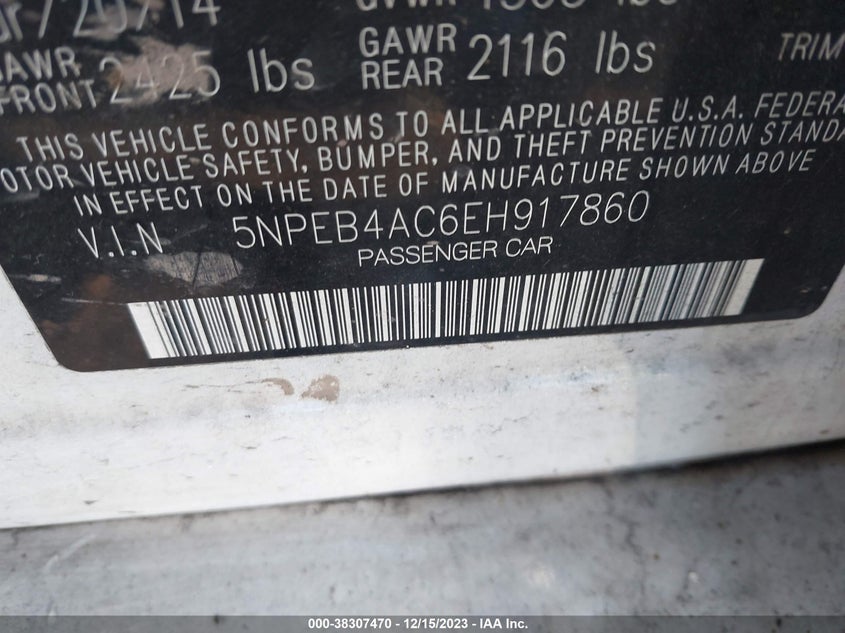 GAWR FRONT 2425 lbs GAWR REAR 2116 lbs TRIM
THIS VEHICLE CONFORMS TO ALL APPLICABLE U.S.A. FEDERA
OTOR VEHICLE SAFETY, BUMPER, AND THEFT PREVENTION STANDA
IN EFFECT ON THE DATE OF MANUFACTURE SHOWN ABOVE
V.I.N 5NPEB4AC6EH917860
PASSENGER CAR
000-38307470 - 12/15/2023 - IAA Inc.